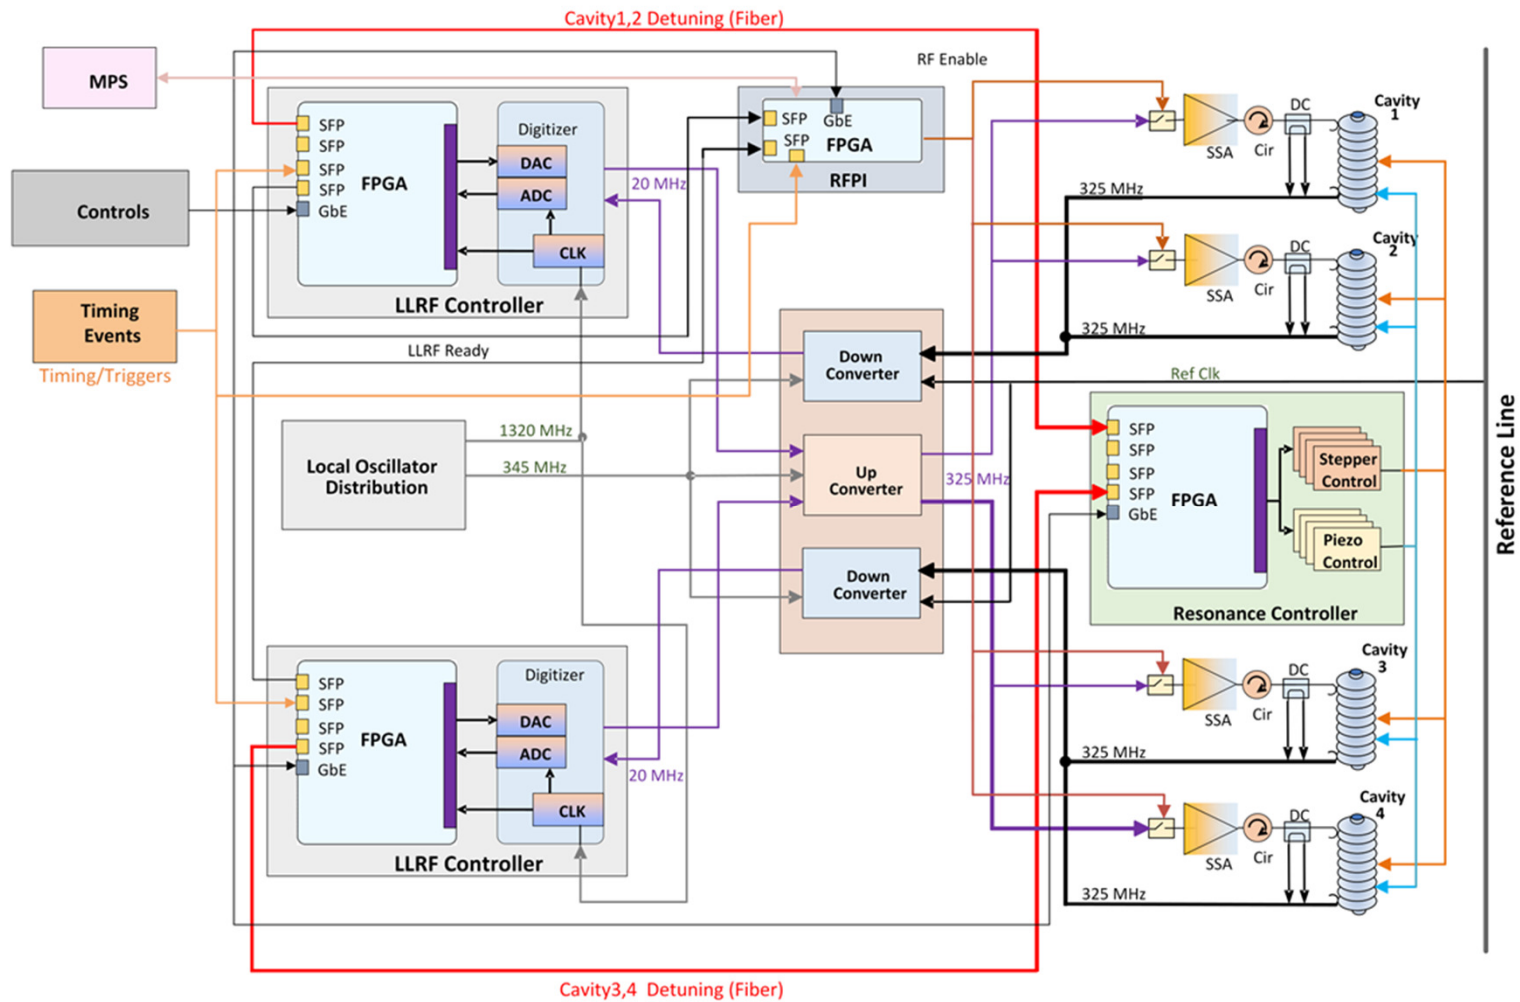 Cavity1,2 Detuning (Fiber)
MPS
RF Enable
SFP
SFP
SFP
SFP
GbE
FPGA
Digitizer
DAC
ADC
CLK
LLRF Controller
20 MHz
SFP
SFP
GbE
FPGA
RFPI
SSA
Cir
DC
Cavity
1
325 MHz
Controls
SSA
Cir
DC
Cavity
2
325 MHz
Timing
Events
Timing/Triggers
LLRF Ready
Down
Converter
Ref Clk
Local Oscillator
Distribution
1320 MHz
345 MHz
Up
Converter
325 MHz
Down
Converter
SFP
SFP
SFP
SFP
GbE
FPGA
Stepper
Control
Piezo
Control
Resonance Controller
Reference Line
SFP
SFP
SFP
SFP
GbE
FPGA
Digitizer
DAC
ADC
CLK
LLRF Controller
20 MHz
SSA
Cir
DC
Cavity
3
325 MHz
SSA
Cir
DC
Cavity
4
325 MHz
Cavity3,4 Detuning (Fiber)